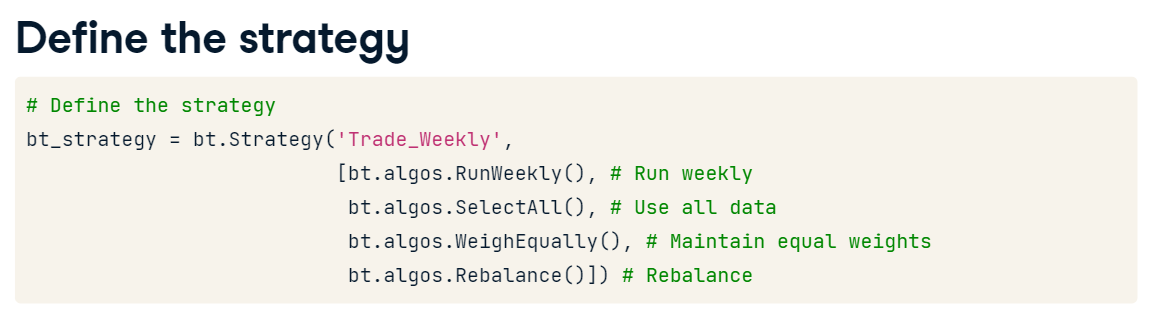 Define the strategy
# Define the strategy
bt_strategy = bt.Strategy('Trade_Weekly',
                          [bt.algos.RunWeekly(), # Run weekly
                           bt.algos.SelectAll(), # Use all data
                           bt.algos.WeighEqually(), # Maintain equal weights
                           bt.algos.Rebalance()]) # Rebalance